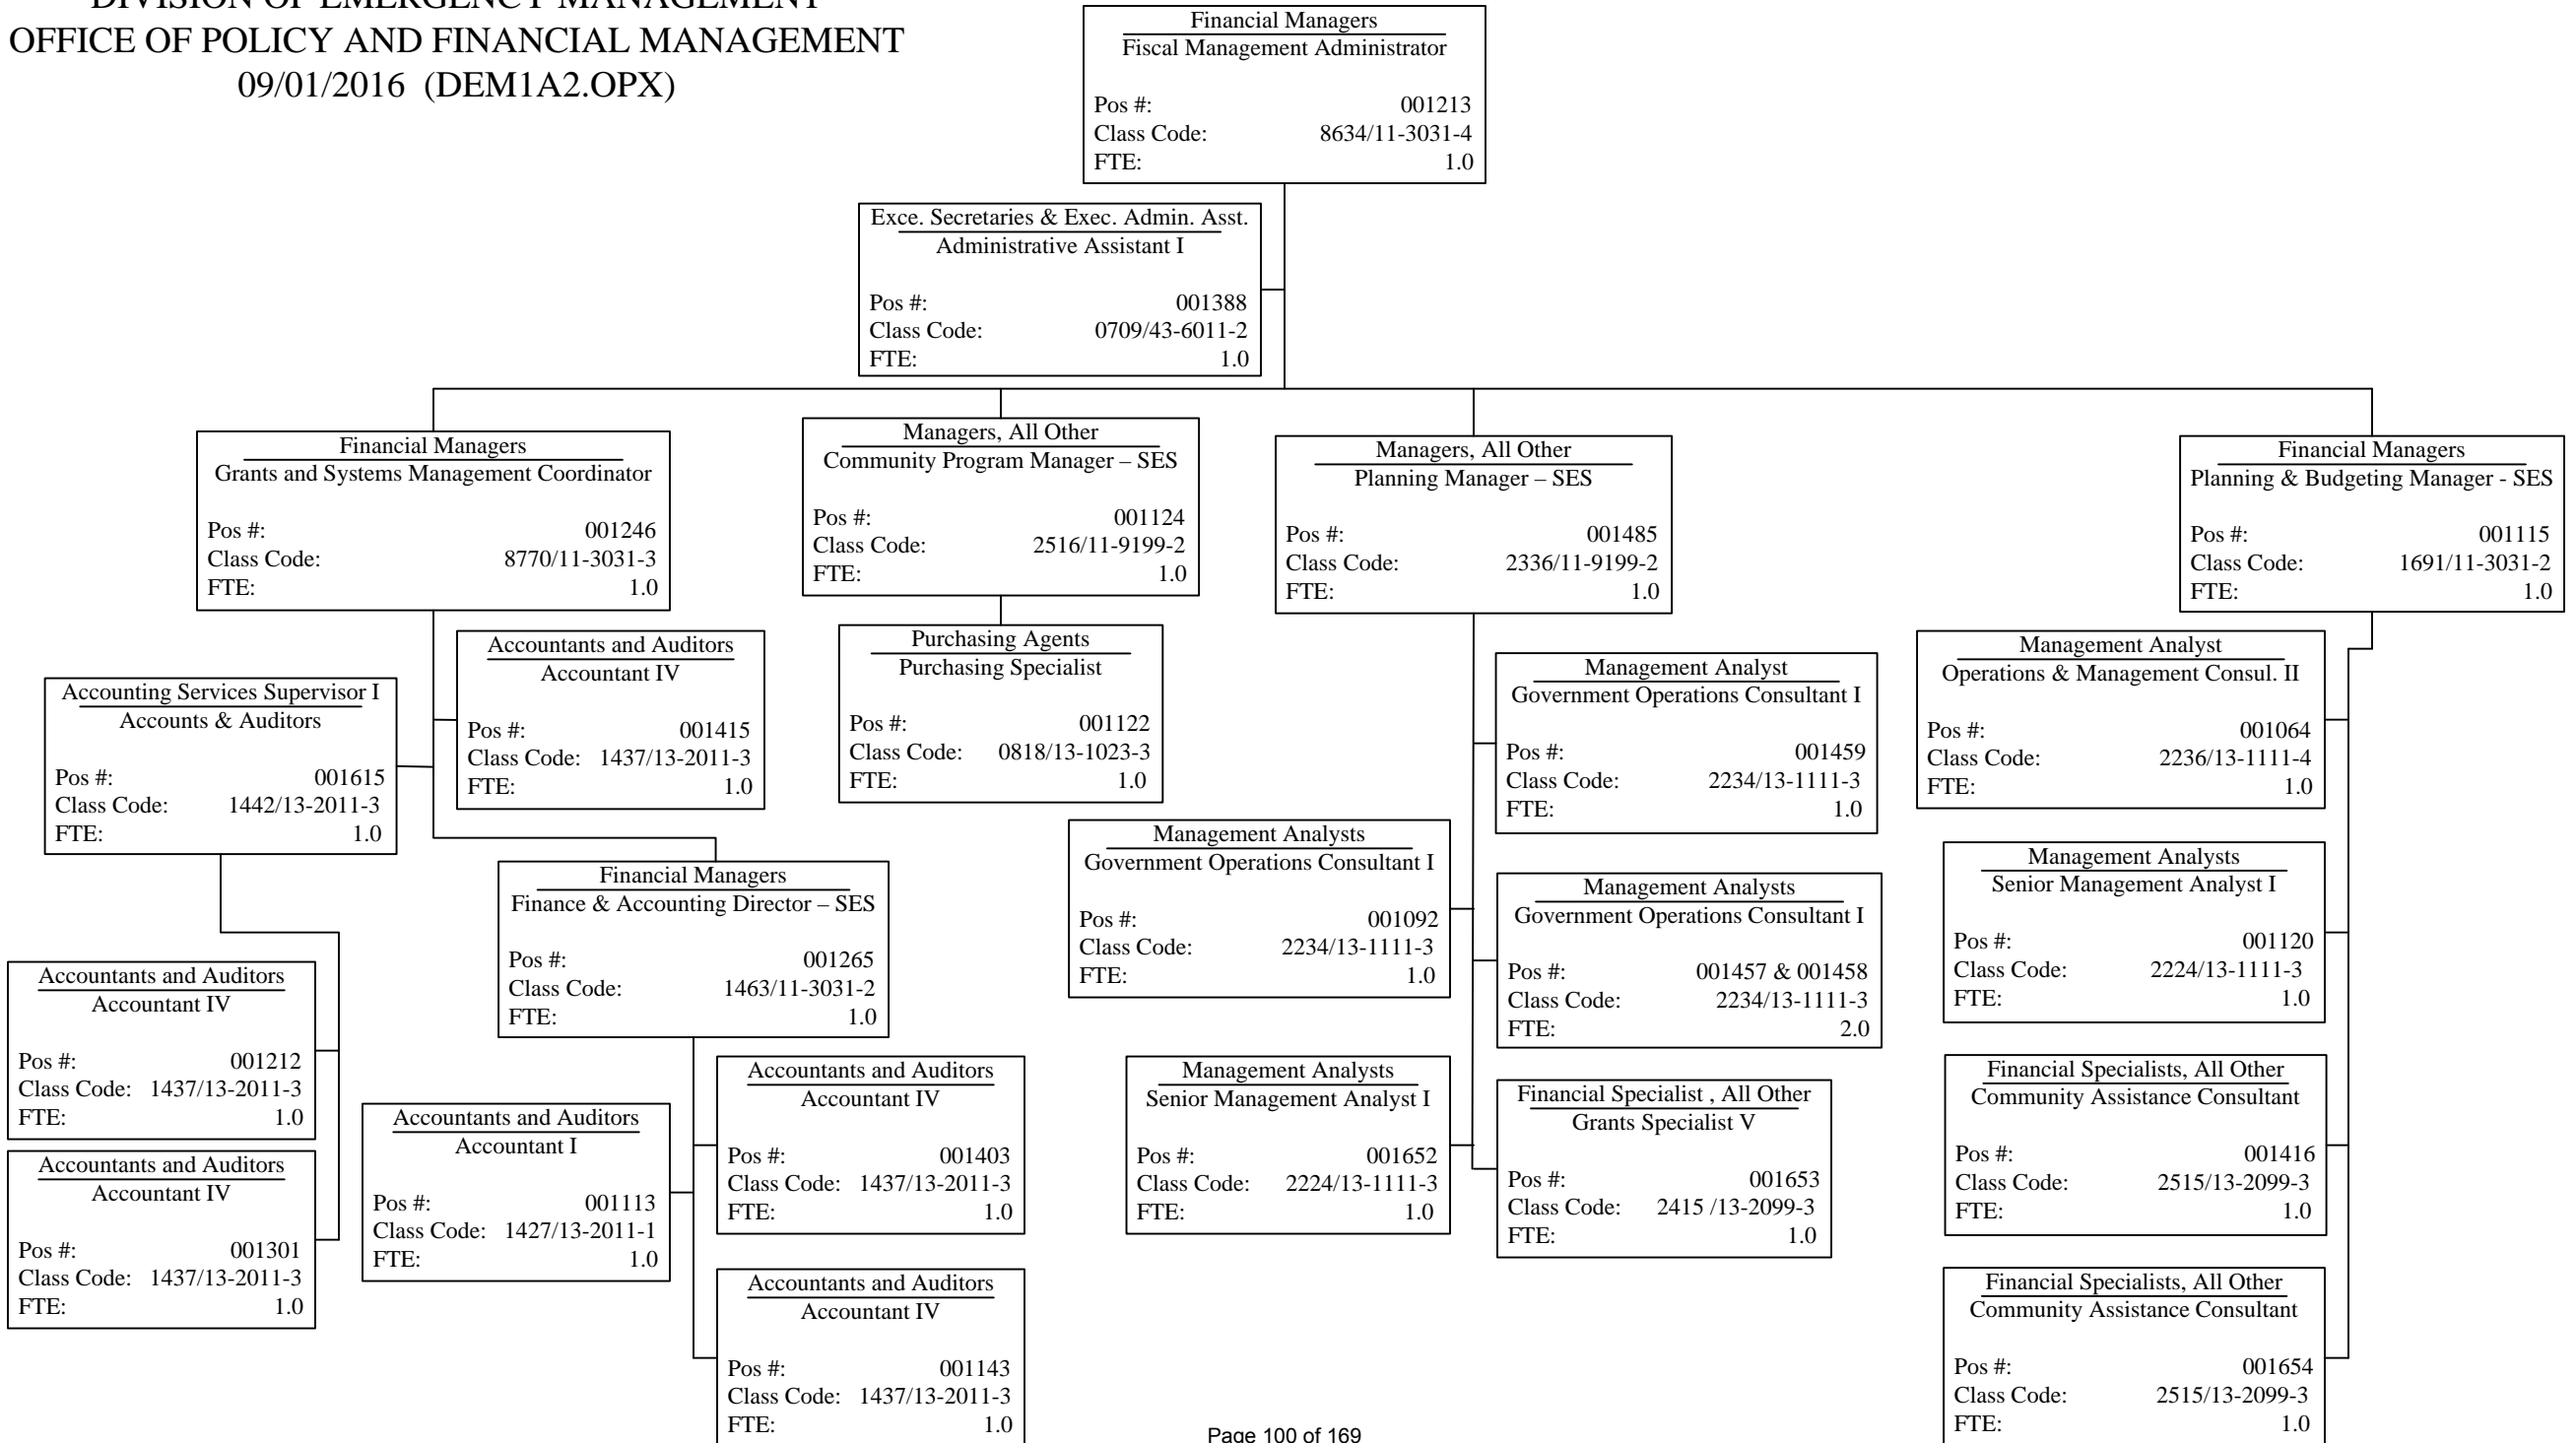 DIVISION OF EMERGENCY MANAGEMENT
OFFICE OF POLICY AND FINANCIAL MANAGEMENT
09/01/2016 (DEM1A2.OPX)
Financial Managers
Fiscal Management Administrator
Pos #: 001213
Class Code: 8634/11-3031-4
FTE: 1.0
Exce. Secretaries & Exec. Admin. Asst.
Administrative Assistant I
Pos #: 001388
Class Code: 0709/43-6011-2
FTE: 1.0
Financial Managers
Grants and Systems Management Coordinator
Pos #: 001246
Class Code: 8770/11-3031-3
FTE: 1.0
Managers, All Other
Community Program Manager – SES
Pos #: 001124
Class Code: 2516/11-9199-2
FTE: 1.0
Managers, All Other
Planning Manager – SES
Pos #: 001485
Class Code: 2336/11-9199-2
FTE: 1.0
Financial Managers
Planning & Budgeting Manager - SES
Pos #: 001115
Class Code: 1691/11-3031-2
FTE: 1.0
Accounting Services Supervisor I
Accounts & Auditors
Pos #: 001615
Class Code: 1442/13-2011-3
FTE: 1.0
Accountants and Auditors
Accountant IV
Pos #: 001415
Class Code: 1437/13-2011-3
FTE: 1.0
Purchasing Agents
Purchasing Specialist
Pos #: 001122
Class Code: 0818/13-1023-3
FTE: 1.0
Management Analyst
Government Operations Consultant I
Pos #: 001459
Class Code: 2234/13-1111-3
FTE: 1.0
Management Analyst
Operations & Management Consul. II
Pos #: 001064
Class Code: 2236/13-1111-4
FTE: 1.0
Financial Managers
Finance & Accounting Director – SES
Pos #: 001265
Class Code: 1463/11-3031-2
FTE: 1.0
Management Analysts
Government Operations Consultant I
Pos #: 001092
Class Code: 2234/13-1111-3
FTE: 1.0
Management Analysts
Government Operations Consultant I
Pos #: 001457 & 001458
Class Code: 2234/13-1111-3
FTE: 2.0
Management Analysts
Senior Management Analyst I
Pos #: 001120
Class Code: 2224/13-1111-3
FTE: 1.0
Accountants and Auditors
Accountant IV
Pos #: 001212
Class Code: 1437/13-2011-3
FTE: 1.0
Accountants and Auditors
Accountant I
Pos #: 001113
Class Code: 1427/13-2011-1
FTE: 1.0
Accountants and Auditors
Accountant IV
Pos #: 001403
Class Code: 1437/13-2011-3
FTE: 1.0
Management Analysts
Senior Management Analyst I
Pos #: 001652
Class Code: 2224/13-1111-3
FTE: 1.0
Financial Specialist , All Other
Grants Specialist V
Pos #: 001653
Class Code: 2415 /13-2099-3
FTE: 1.0
Financial Specialists, All Other
Community Assistance Consultant
Pos #: 001416
Class Code: 2515/13-2099-3
FTE: 1.0
Accountants and Auditors
Accountant IV
Pos #: 001301
Class Code: 1437/13-2011-3
FTE: 1.0
Accountants and Auditors
Accountant IV
Pos #: 001143
Class Code: 1437/13-2011-3
FTE: 1.0
Financial Specialists, All Other
Community Assistance Consultant
Pos #: 001654
Class Code: 2515/13-2099-3
FTE: 1.0
Page 100 of 169